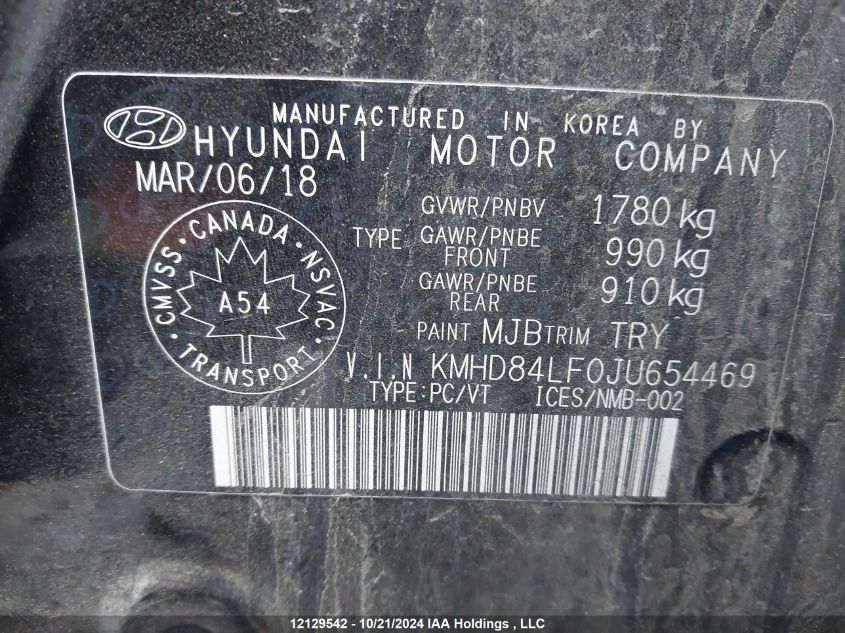 MANUFACTURED IN KOREA BY
HYUNDAI MOTOR COMPANY
MAR/06/18
GVWR/PNBV 1780 kg
TYPE GAWR/PNBE FRONT 990 kg
GAWR/PNBE REAR 910 kg
CMVSS · CANADA · NSVAC · TRANSPORT ·
A54
PAINT MJB TRIM TRY
V.I.N KMHD84LF0JU654469
TYPE:PC/VT ICES/NMB-002
12129542 - 10/21/2024 IAA Holdings , LLC